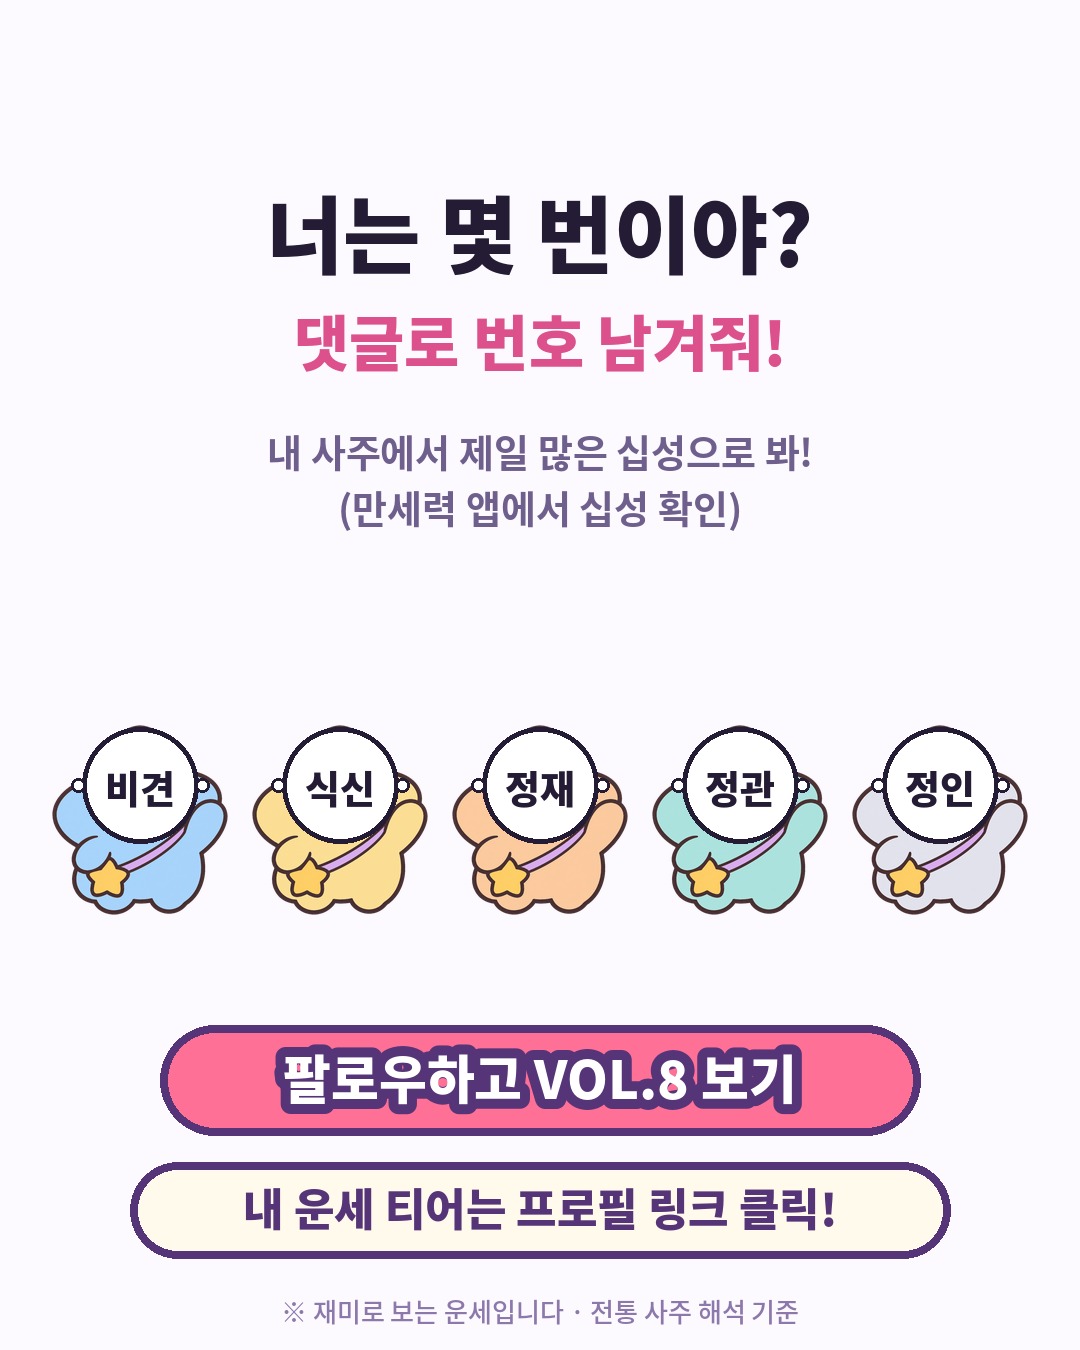 너는 몇 번이야?
댓글로 번호 남겨줘!
내 사주에서 제일 많은 십성으로 봐!
(만세력 앱에서 십성 확인)
비견 식신 정재 정관 정인
팔로우하고 VOL.8 보기
내 운세 티어는 프로필 링크 클릭!
※ 재미로 보는 운세입니다 · 전통 사주 해석 기준